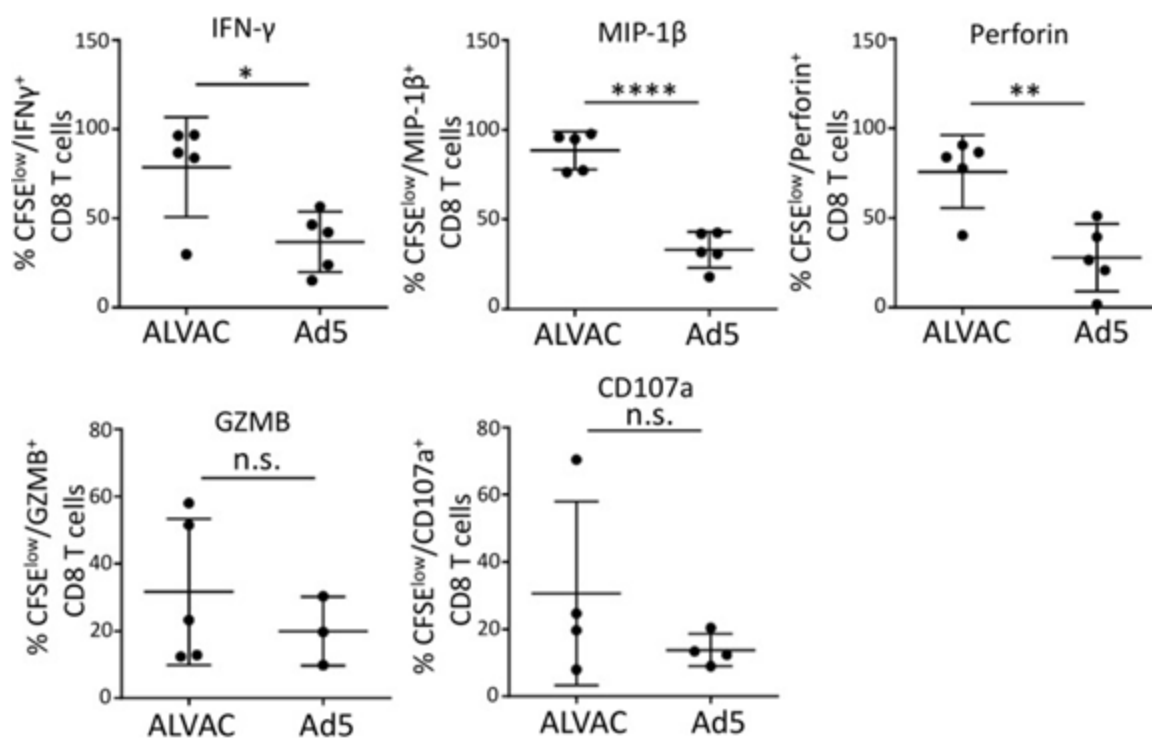 IFN-γ
% CFSElow/IFNγ+
CD8 T cells
150
100
50
0
*
ALVAC Ad5
MIP-1β
% CFSElow/MIP-1β+
CD8 T cells
150
100
50
0
****
ALVAC Ad5
Perforin
% CFSElow/Perforin+
CD8 T cells
150
100
50
0
**
ALVAC Ad5
GZMB
% CFSElow/GZMB+
CD8 T cells
80
60
40
20
0
n.s.
ALVAC Ad5
CD107a
% CFSElow/CD107a+
CD8 T cells
80
60
40
20
0
n.s.
ALVAC Ad5